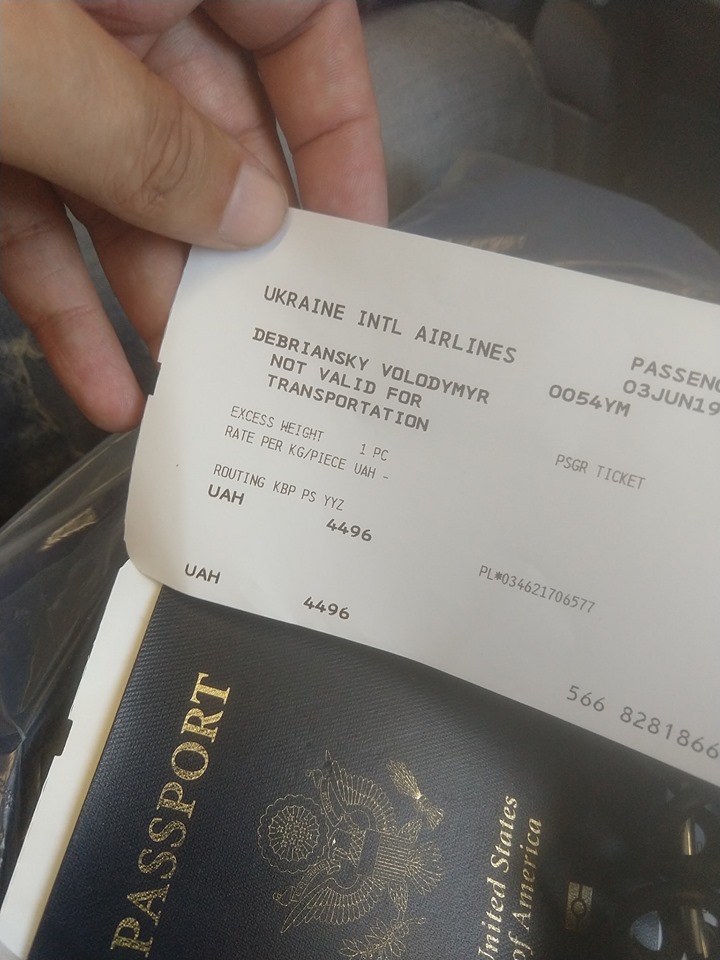 UKRAINE INTL AIRLINES
PASSENG
DEBRIANSKY VOLODYMYR
0054YM
03JUN19
NOT VALID FOR
TRANSPORTATION
EXCESS WEIGHT 1 PC
PSGR TICKET
RATE PER KG/PIECE UAH -
ROUTING KBP PS YYZ
UAH 4496
PL*034621706577
UAH 4496
566 8281866
PASSPORT
United States
of America